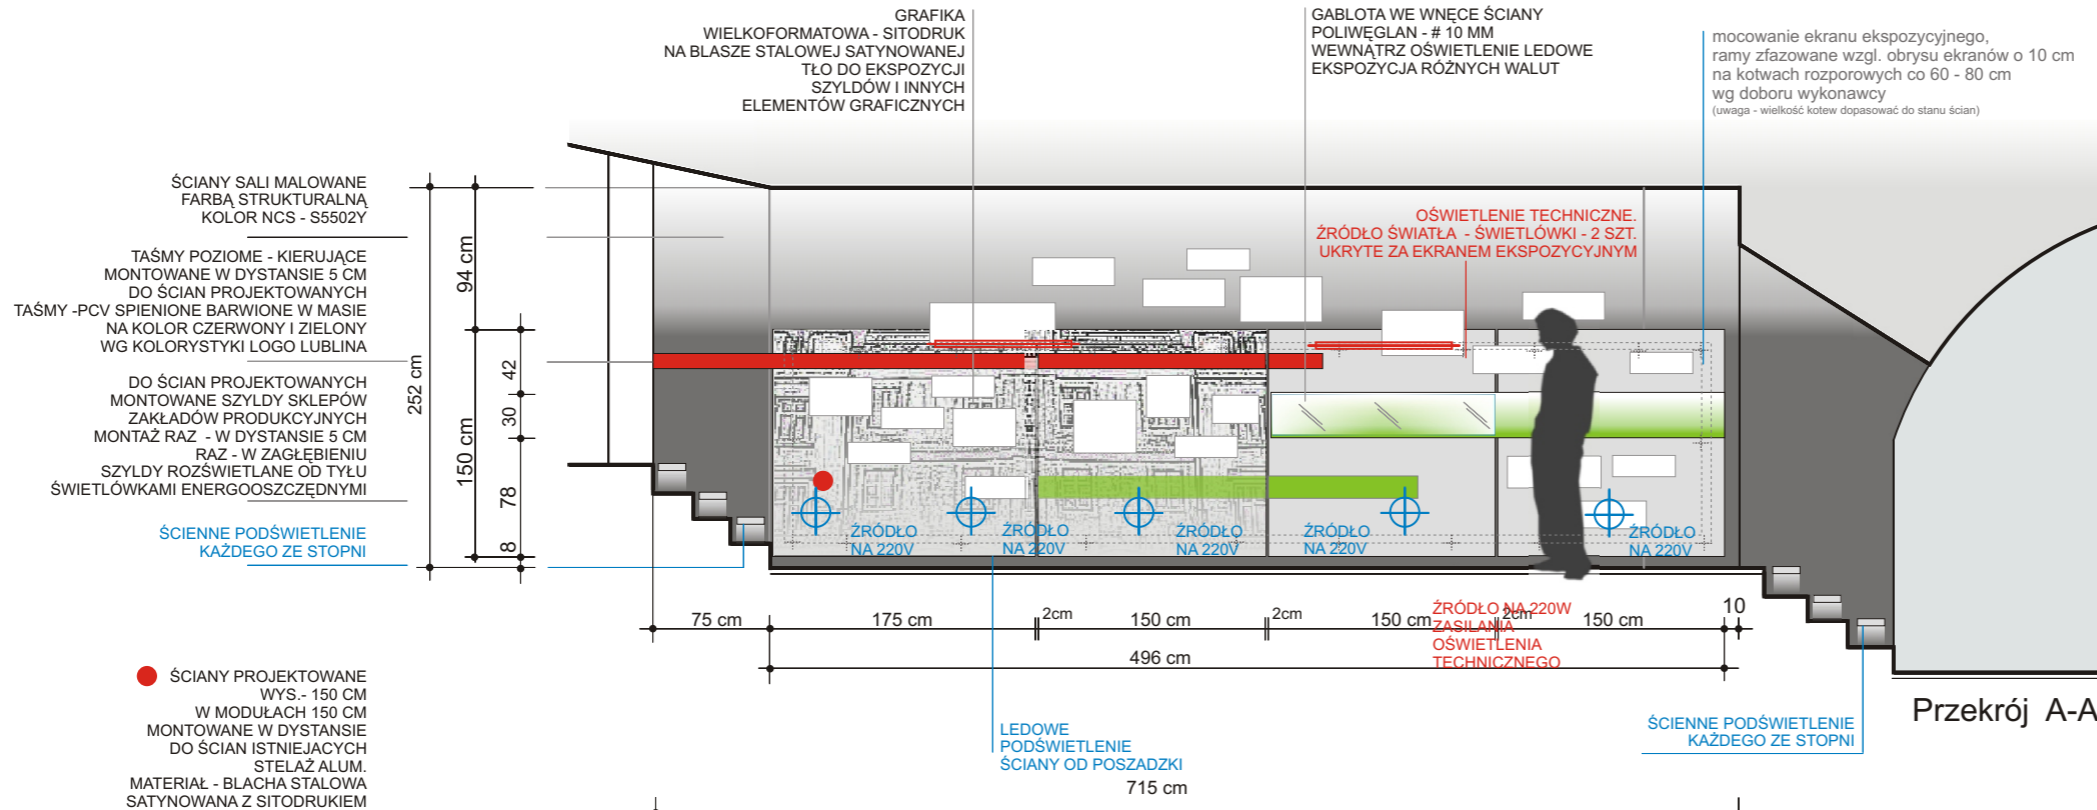 GRAFIKA
WIELKOFORMATOWA - SITODRUK
NA BLASZE STALOWEJ SATYNOWANEJ
TŁO DO EKSPOZYCJI
SZYLDÓW I INNYCH
ELEMENTÓW GRAFICZNYCH
GABLOTA WE WNĘCE ŚCIANY
POLIWĘGLAN - # 10 MM
WEWNĄTRZ OŚWIETLENIE LEDOWE
EKSPOZYCJA RÓŻNYCH WALUT
mocowanie ekranu ekspozycyjnego,
ramy zfazowane wzgl. obrysu ekranów o 10 cm
na kotwach rozporowych co 60 - 80 cm
wg doboru wykonawcy
(uwaga - wielkość kotew dopasować do stanu ścian)
ŚCIANY SALI MALOWANE
FARBĄ STRUKTURALNĄ
KOLOR NCS - S5502Y
TAŚMY POZIOME - KIERUJĄCE
MONTOWANE W DYSTANSIE 5 CM
DO ŚCIAN PROJEKTOWANYCH
TAŚMY -PCV SPIENIONE BARWIONE W MASIE
NA KOLOR CZERWONY I ZIELONY
WG KOLORYSTYKI LOGO LUBLINA
DO ŚCIAN PROJEKTOWANYCH
MONTOWANE SZYLDY SKLEPÓW
ZAKŁADÓW PRODUKCYJNYCH
MONTAŻ RAZ - W DYSTANSIE 5 CM
RAZ - W ZAGŁĘBIENIU
SZYLDY ROZŚWIETLANE OD TYŁU
ŚWIETLÓWKAMI ENERGOOSZCZĘDNYMI
ŚCIENNE PODŚWIETLENIE
KAŻDEGO ZE STOPNI
252 cm
94 cm
150 cm
42
30
78
8
OŚWIETLENIE TECHNICZNE.
ŹRÓDŁO ŚWIATŁA - ŚWIETLÓWKI - 2 SZT.
UKRYTE ZA EKRANEM EKSPOZYCYJNYM
ŹRÓDŁO
NA 220V
ŹRÓDŁO
NA 220V
ŹRÓDŁO
NA 220V
ŹRÓDŁO
NA 220V
ŹRÓDŁO
NA 220V
75 cm
175 cm
2cm
150 cm
2cm
150 cm
2cm
150 cm
10
496 cm
ŹRÓDŁO NA 220W
ZASILANIA
OŚWIETLENIA
TECHNICZNEGO
ŚCIANY PROJEKTOWANE
WYS.- 150 CM
W MODUŁACH 150 CM
MONTOWANE W DYSTANSIE
DO ŚCIAN ISTNIEJACYCH
STELAŻ ALUM.
MATERIAŁ - BLACHA STALOWA
SATYNOWANA Z SITODRUKIEM
LEDOWE
PODŚWIETLENIE
ŚCIANY OD POSZADZKI
715 cm
ŚCIENNE PODŚWIETLENIE
KAŻDEGO ZE STOPNI
Przekrój A-A